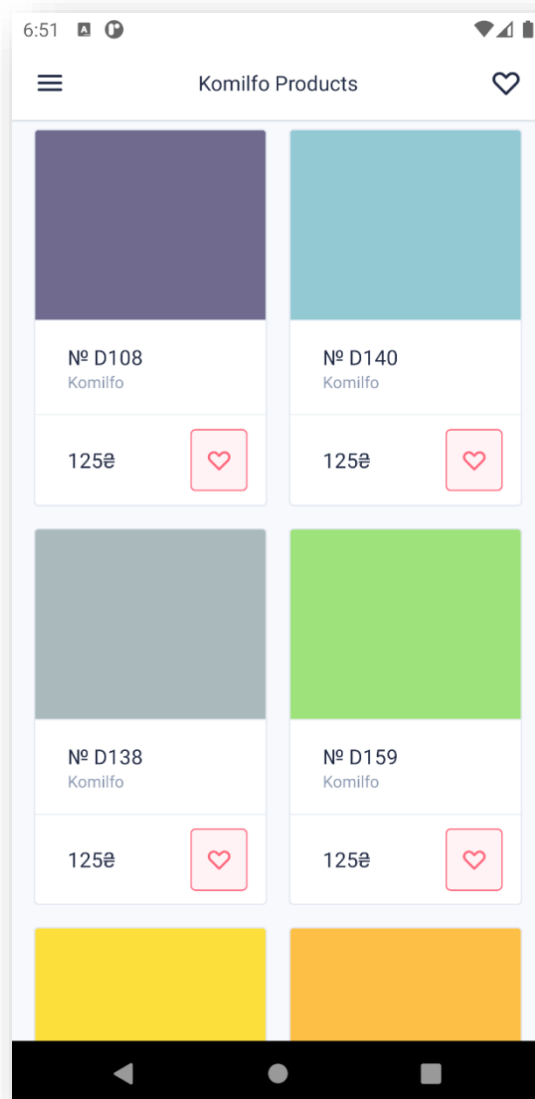 6:51
Komilfo Products
№ D108
Komilfo
125₴
№ D140
Komilfo
125₴
№ D138
Komilfo
125₴
№ D159
Komilfo
125₴